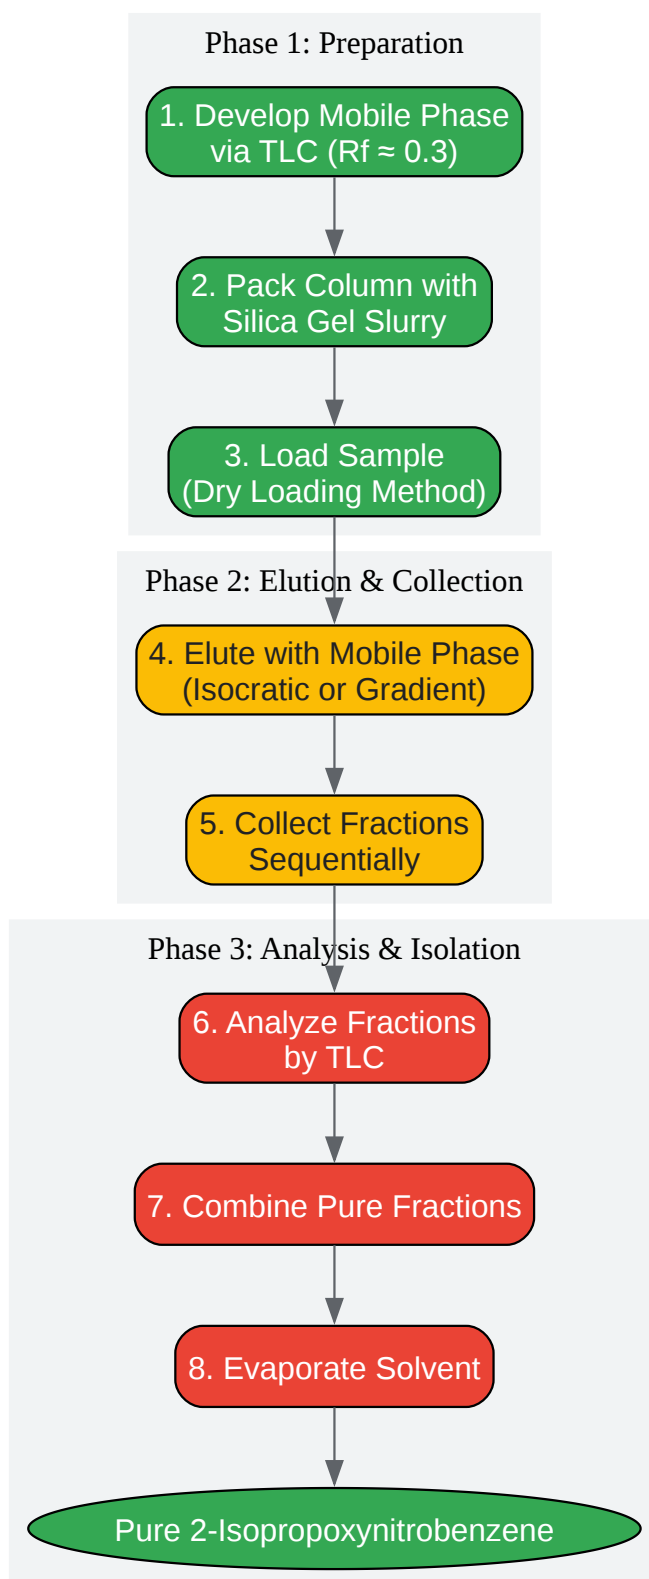 Phase 1: Preparation
1. Develop Mobile Phase
via TLC (Rf ≈ 0.3)
2. Pack Column with
Silica Gel Slurry
3. Load Sample
(Dry Loading Method)
Phase 2: Elution & Collection
4. Elute with Mobile Phase
(Isocratic or Gradient)
5. Collect Fractions
Sequentially
Phase 3: Analysis & Isolation
6. Analyze Fractions
by TLC
7. Combine Pure Fractions
8. Evaporate Solvent
Pure 2-Isopropoxynitrobenzene